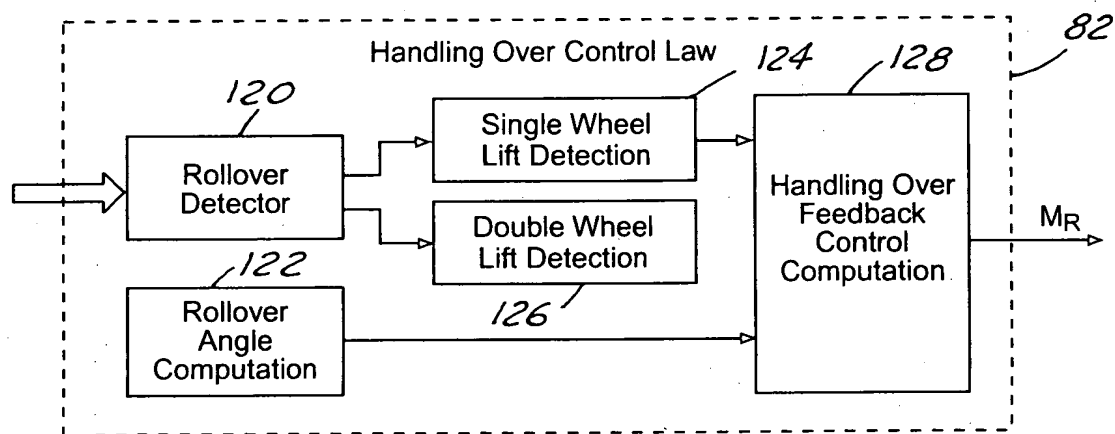 Handling Over Control Law
82
120
124
128
Rollover
Detector
Single Wheel
Lift Detection
Double Wheel
Lift Detection
126
122
Rollover
Angle
Computation
Handling Over
Feedback
Control
Computation
MR